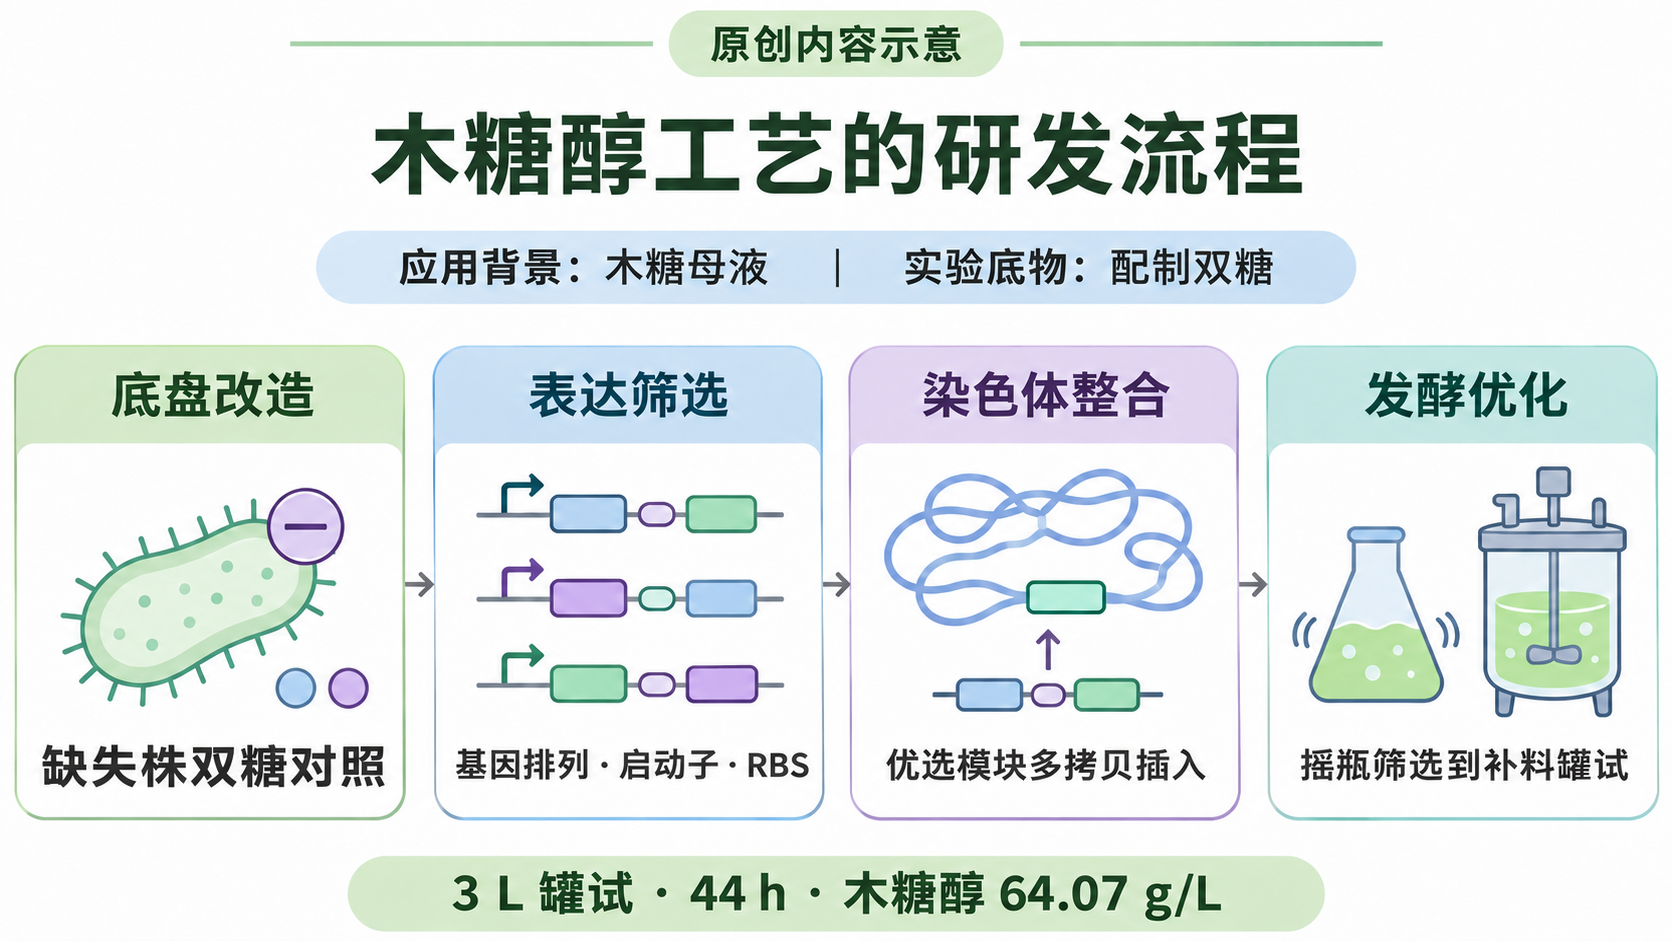 原创内容示意
木糖醇工艺的研发流程
应用背景：木糖母液 | 实验底物：配制双糖
底盘改造
缺失株双糖对照
表达筛选
基因排列·启动子·RBS
染色体整合
优选模块多拷贝插入
发酵优化
摇瓶筛选到补料罐试
3 L 罐试 · 44 h · 木糖醇 64.07 g/L